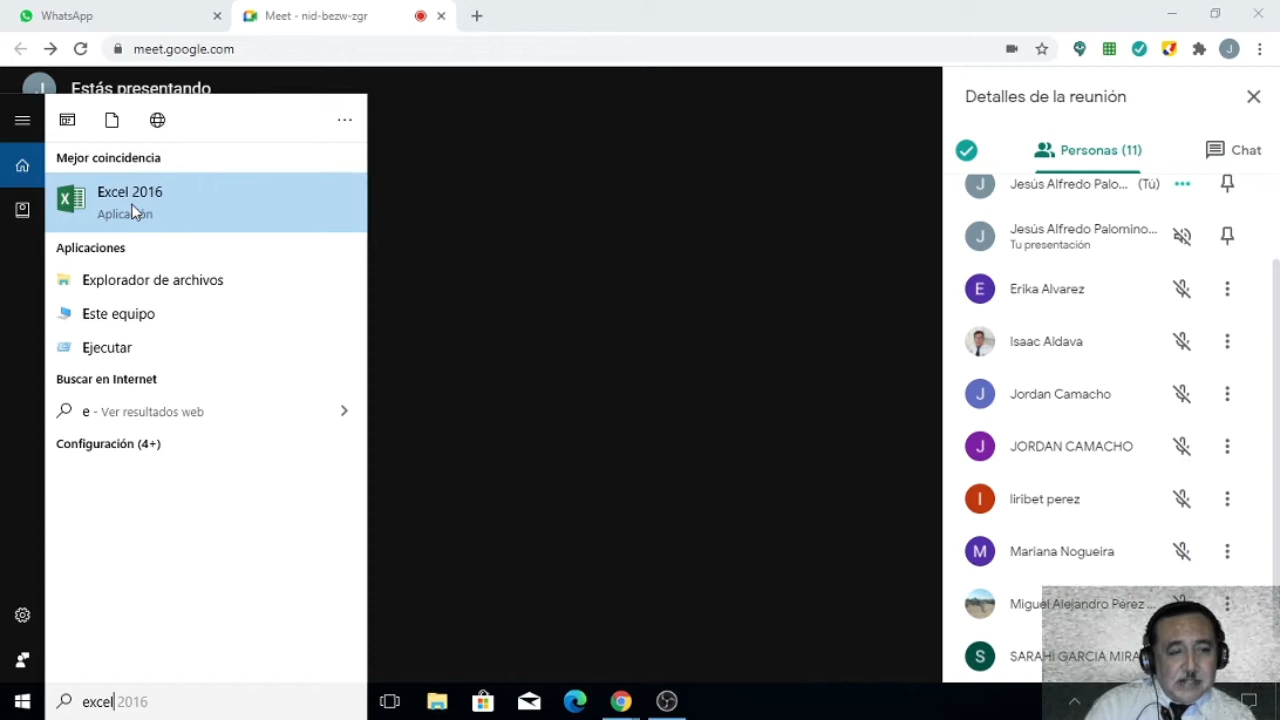 WhatsApp
Meet - nid-bezw-zgr
meet.google.com
J
Estás presentando
J
Mejor coincidencia
Excel 2016
Aplicación
Aplicaciones
Explorador de archivos
Este equipo
Ejecutar
Buscar en Internet
e - Ver resultados web
Configuración (4+)
excel 2016
Detalles de la reunión
Personas (11)
Chat
J Jesús Alfredo Palo... (Tú)
J Jesús Alfredo Palomino...
Tu presentación
E Erika Alvarez
Isaac Aldava
J Jordan Camacho
J JORDAN CAMACHO
l liribet perez
M Mariana Nogueira
Miguel Alejandro Pérez ...
S SARAHI GARCIA MIRA